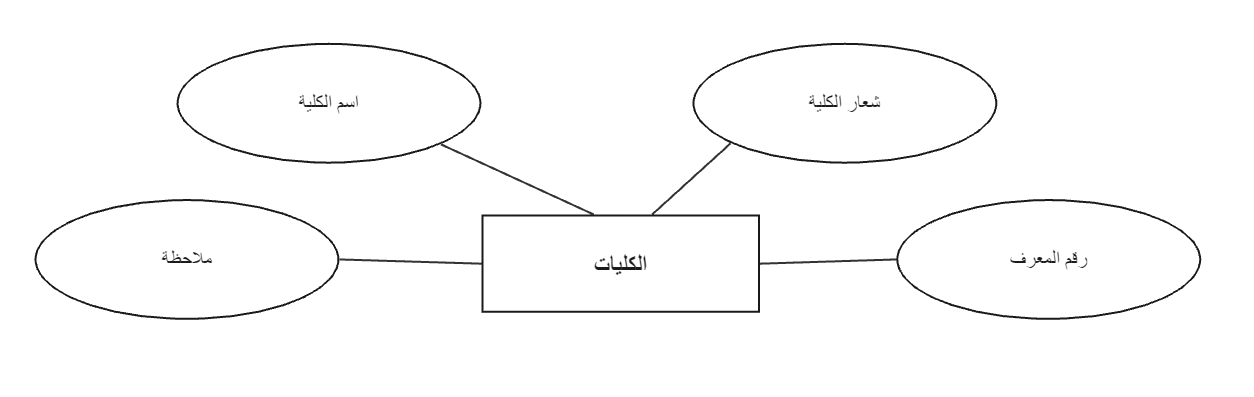 شعار الكلية
اسم الكلية
رقم المعرف
الكليات
ملاحظة